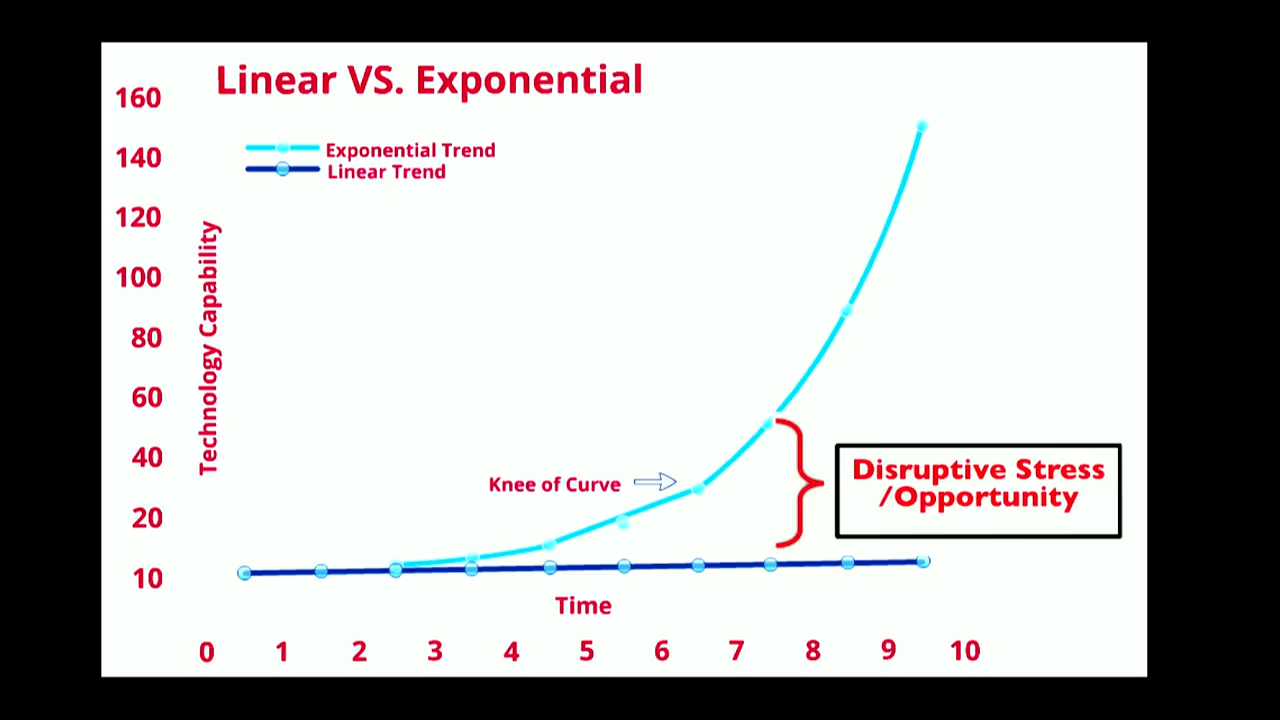 Linear VS. Exponential
160
140
120
100
80
60
40
20
10
Technology Capability
Exponential Trend
Linear Trend
Knee of Curve
Disruptive Stress
/Opportunity
Time
0 1 2 3 4 5 6 7 8 9 10